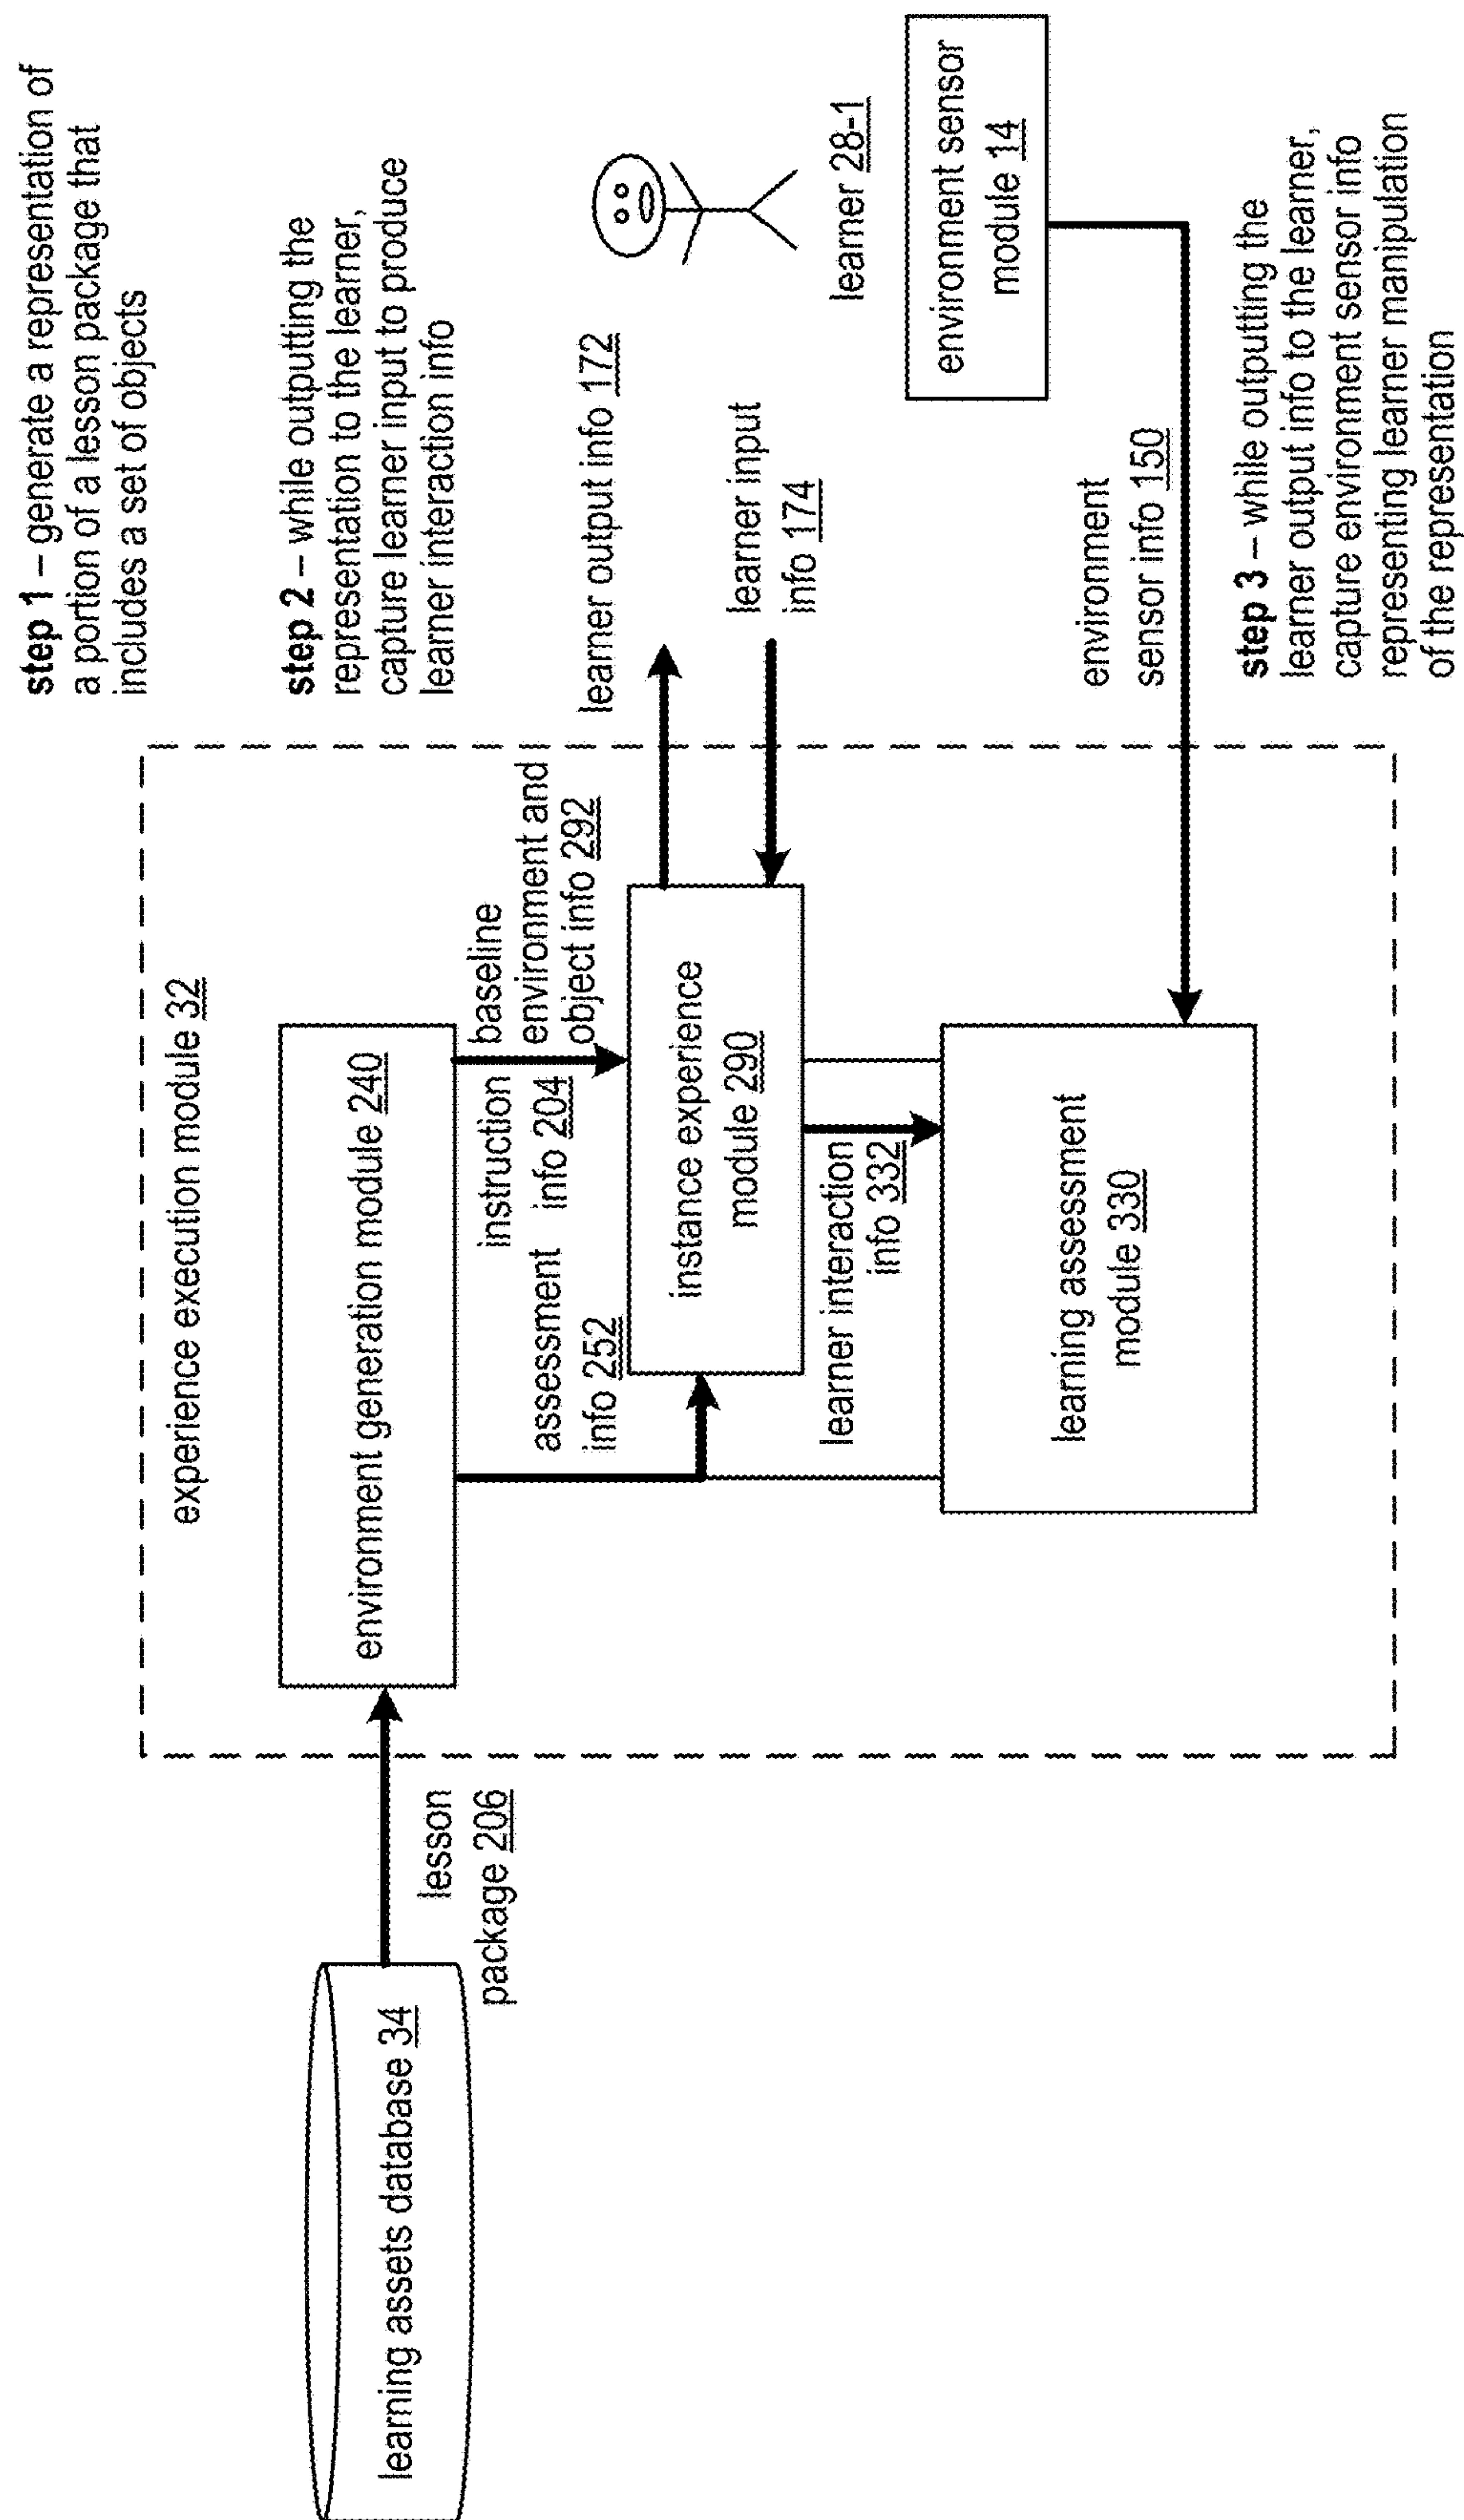 step 1 – generate a representation of
a portion of a lesson package that
includes a set of objects
step 2 – while outputting the
representation to the learner,
capture learner input to produce
learner interaction info
experience execution module 32
learning assets database 34
lesson
package 206
environment generation module 240
baseline
environment and
object info 292
instruction
info 204
assessment
info 252
instance experience
module 290
learner output info 172
learner input
info 174
learner 28-1
learner interaction
info 332
learning assessment
module 330
environment sensor
module 14
environment
sensor info 150
step 3 – while outputting the
learner output info to the learner,
capture environment sensor info
representing learner manipulation
of the representation